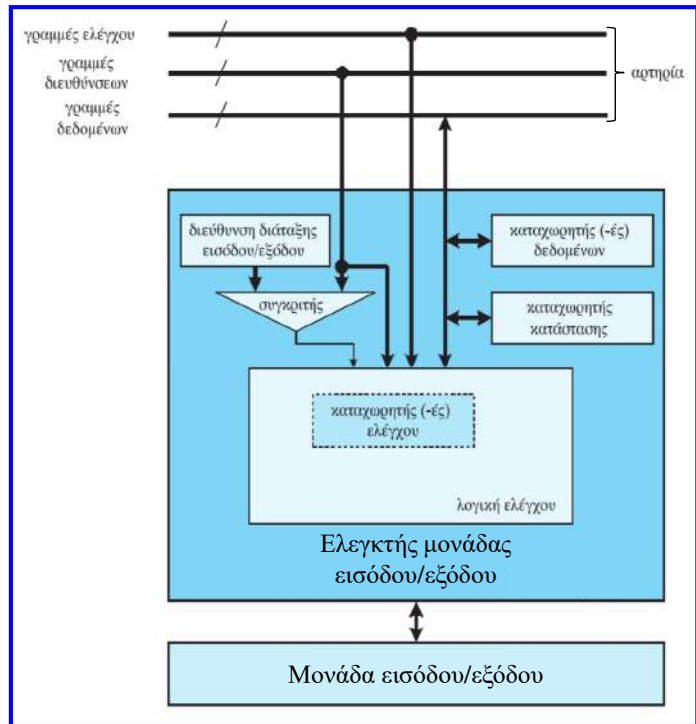 γραμμές ελέγχου
γραμμές
διευθύνσεων
γραμμές
δεδομένων
αρτηρία
διεύθυνση διάταξης
εισόδου/εξόδου
συγκριτής
καταχωρητής (-ές)
δεδομένων
καταχωρητής
κατάστασης
καταχωρητής (-ές)
ελέγχου
λογική ελέγχου
Ελεγκτής μονάδας
εισόδου/εξόδου
Μονάδα εισόδου/εξόδου